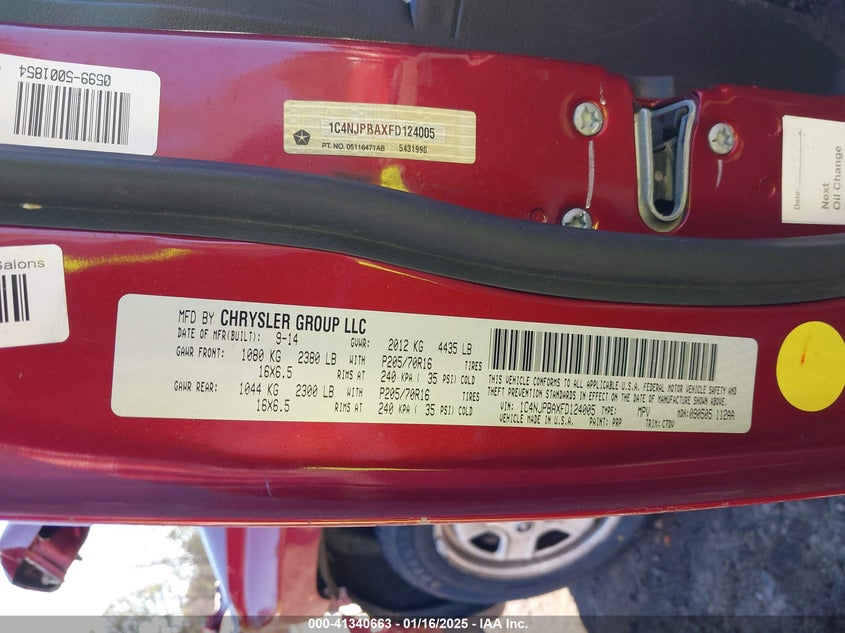 0599-5001854
1C4NJPBAXFD124005
PT. NO. 05116471AB 5431990
Date:
Next
Oil Change
Salons
MFD BY CHRYSLER GROUP LLC
DATE OF MFR(BUILT): 9-14 GVWR: 2012 KG 4435 LB
GAWR FRONT: 1080 KG 2380 LB WITH P205/70R16 TIRES
16X6.5 RIMS AT 240 KPA ( 35 PSI) COLD
GAWR REAR: 1044 KG 2300 LB WITH P205/70R16 TIRES
16X6.5 RIMS AT 240 KPA ( 35 PSI) COLD
THIS VEHICLE CONFORMS TO ALL APPLICABLE U.S.A. FEDERAL MOTOR VEHICLE SAFETY AND
THEFT PREVENTION STANDARDS IN EFFECT ON THE DATE OF MANUFACTURE SHOWN ABOVE.
VIN: 1C4NJPBAXFD124005 TYPE: MPV MDH: 090505 112AA
VEHICLE MADE IN U.S.A. PAINT: PRP TRIM: C7DV
000-41340663 - 01/16/2025 - IAA Inc.